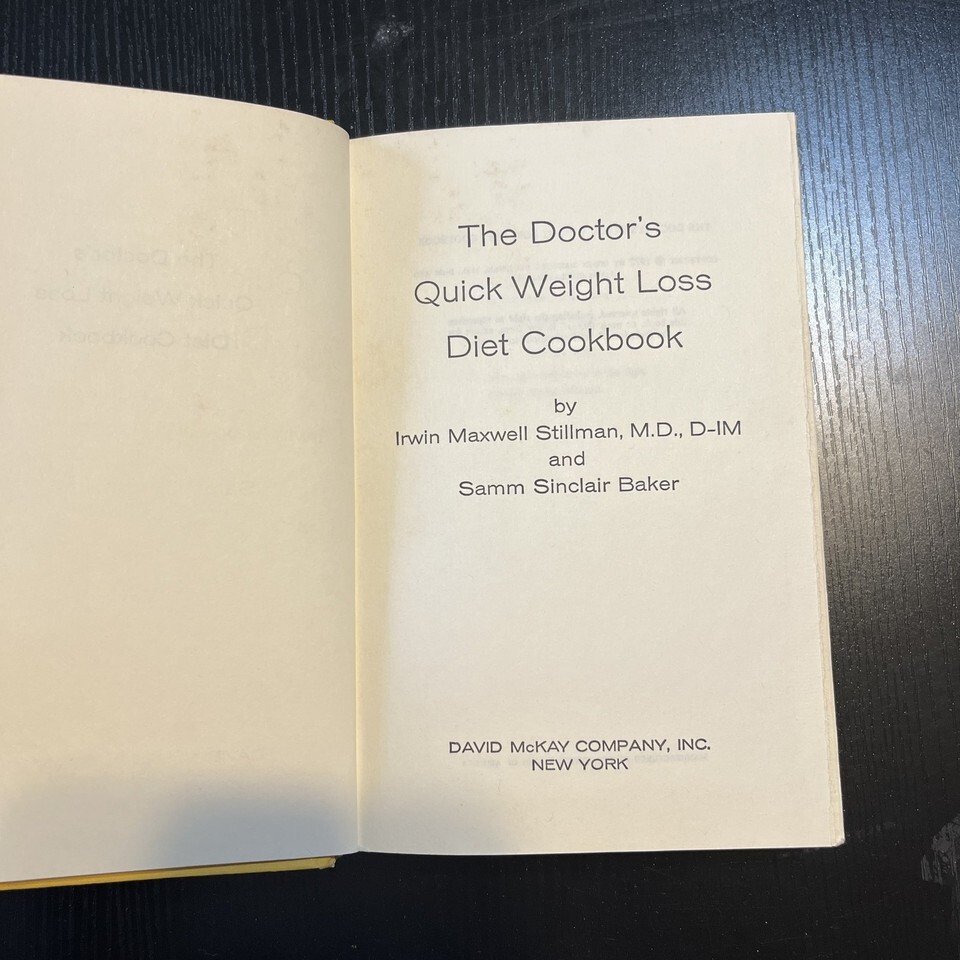 The Doctor's
Quick Weight Loss
Diet Cookbook
by
Irwin Maxwell Stillman, M.D., D-IM
and
Samm Sinclair Baker
DAVID McKAY COMPANY, INC.
NEW YORK